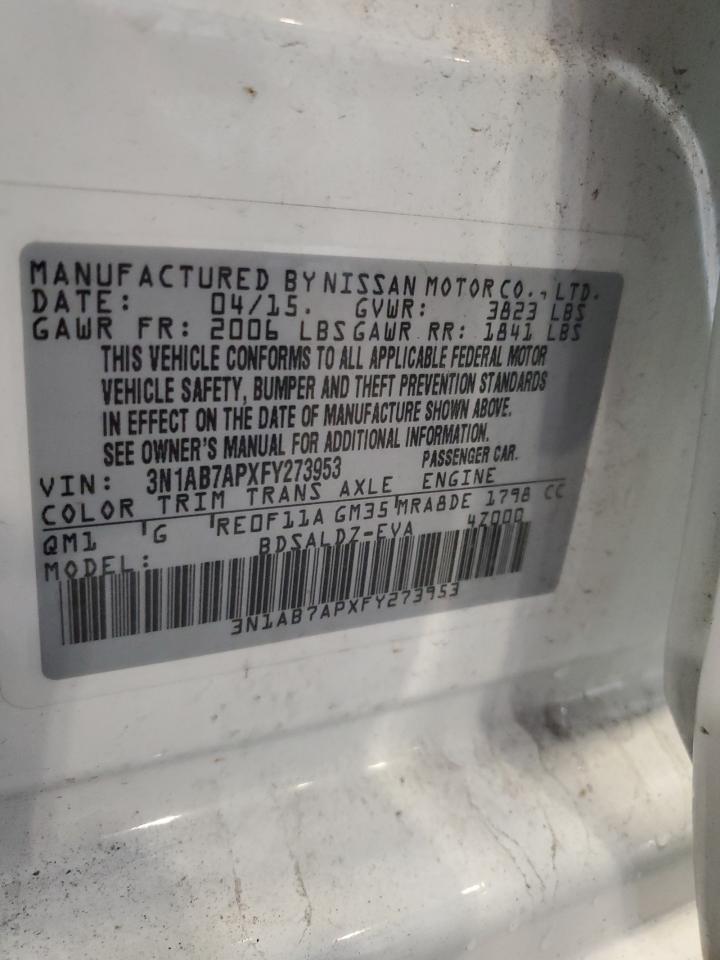 MANUFACTURED BY NISSAN MOTOR CO., LTD.
DATE: 04/15. GVWR: 3823 LBS
GAWR FR: 2006 LBS GAWR RR: 1841 LBS
THIS VEHICLE CONFORMS TO ALL APPLICABLE FEDERAL MOTOR
VEHICLE SAFETY, BUMPER AND THEFT PREVENTION STANDARDS
IN EFFECT ON THE DATE OF MANUFACTURE SHOWN ABOVE.
SEE OWNER'S MANUAL FOR ADDITIONAL INFORMATION.
VIN: 3N1AB7APXFY273953 PASSENGER CAR.
COLOR TRIM TRANS AXLE ENGINE
QM1 G RE0F11A GM35 MRA8DE 1798 CC
MODEL: BDSALDZ-EVA 47000
3N1AB7APXFY273953